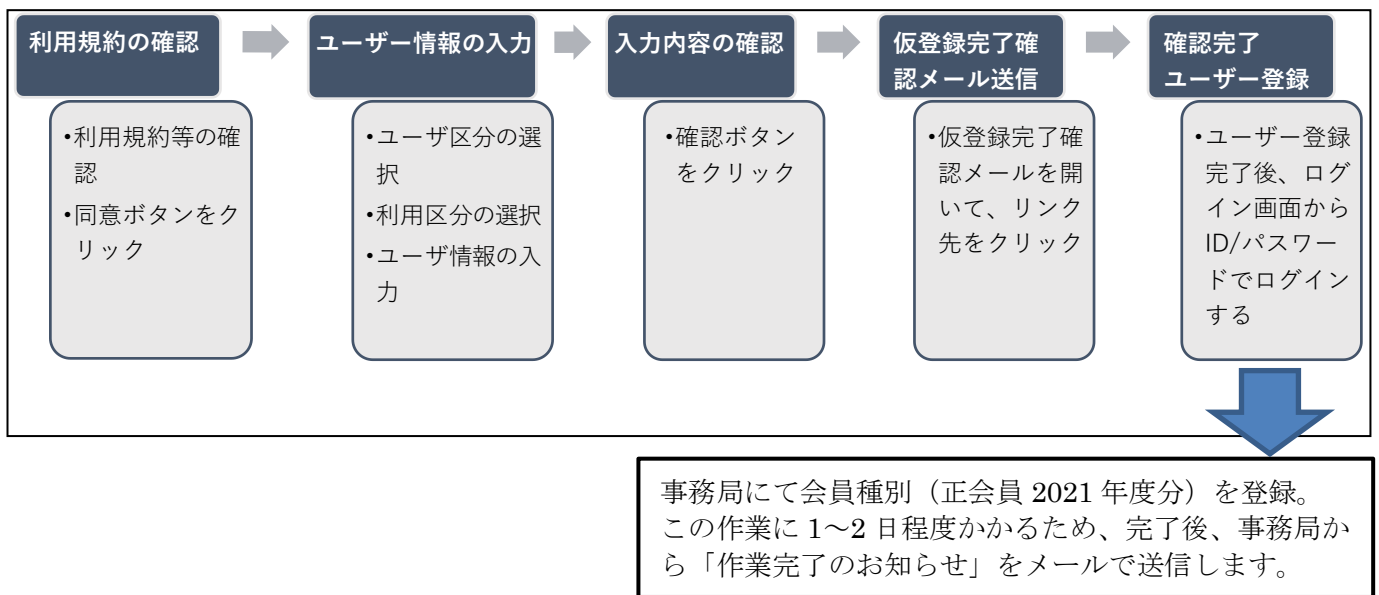 利用規約の確認
ユーザー情報の入力
入力内容の確認
仮登録完了確
認メール送信
確認完了
ユーザー登録
•利用規約等の確
認
•同意ボタンをク
リック
•ユーザ区分の選
択
•利用区分の選択
•ユーザ情報の入
力
•確認ボタン
をクリック
•仮登録完了確
認メールを開
いて、リンク
先をクリック
•ユーザー登録
完了後、ログ
イン画面から
ID/パスワー
ドでログイン
する
事務局にて会員種別（正会員 2021 年度分）を登録。
この作業に 1～2 日程度かかるため、完了後、事務局か
ら「作業完了のお知らせ」をメールで送信します。